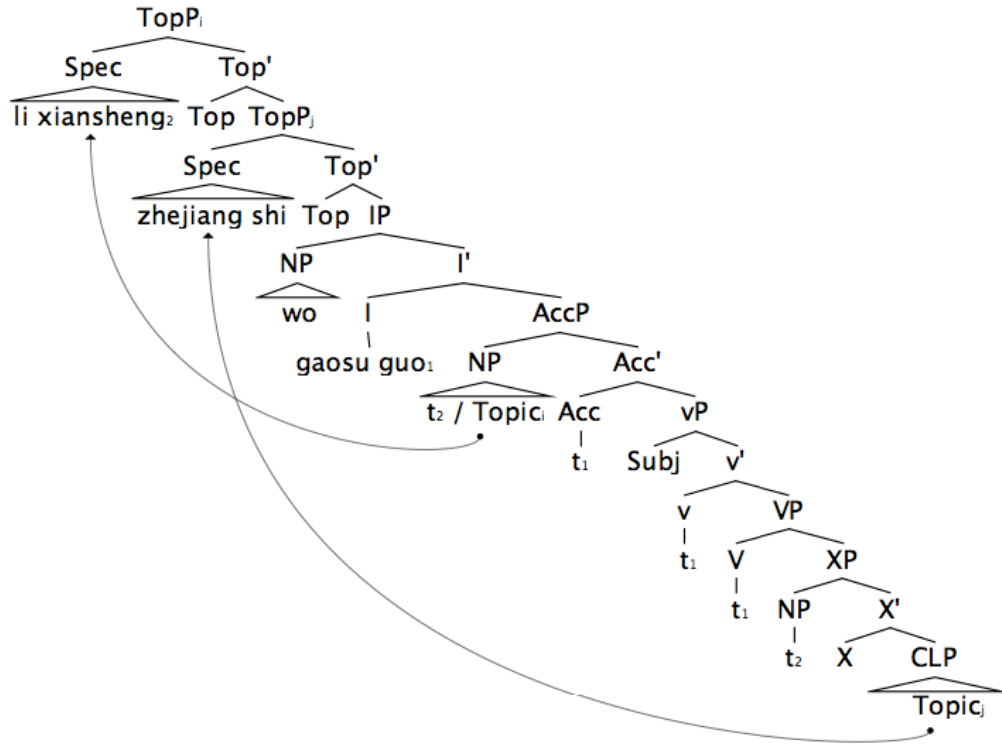 TopPᵢ
Spec Top'
li xiansheng₂ Top TopPⱼ
Spec Top'
zhejiang shi Top IP
NP I'
wo I AccP
gaosu guo₁ NP Acc'
t₂ / Topicᵢ Acc vP
t₁ Subj v'
v VP
t₁ V XP
t₁ NP X'
t₂ X CLP
Topicⱼ